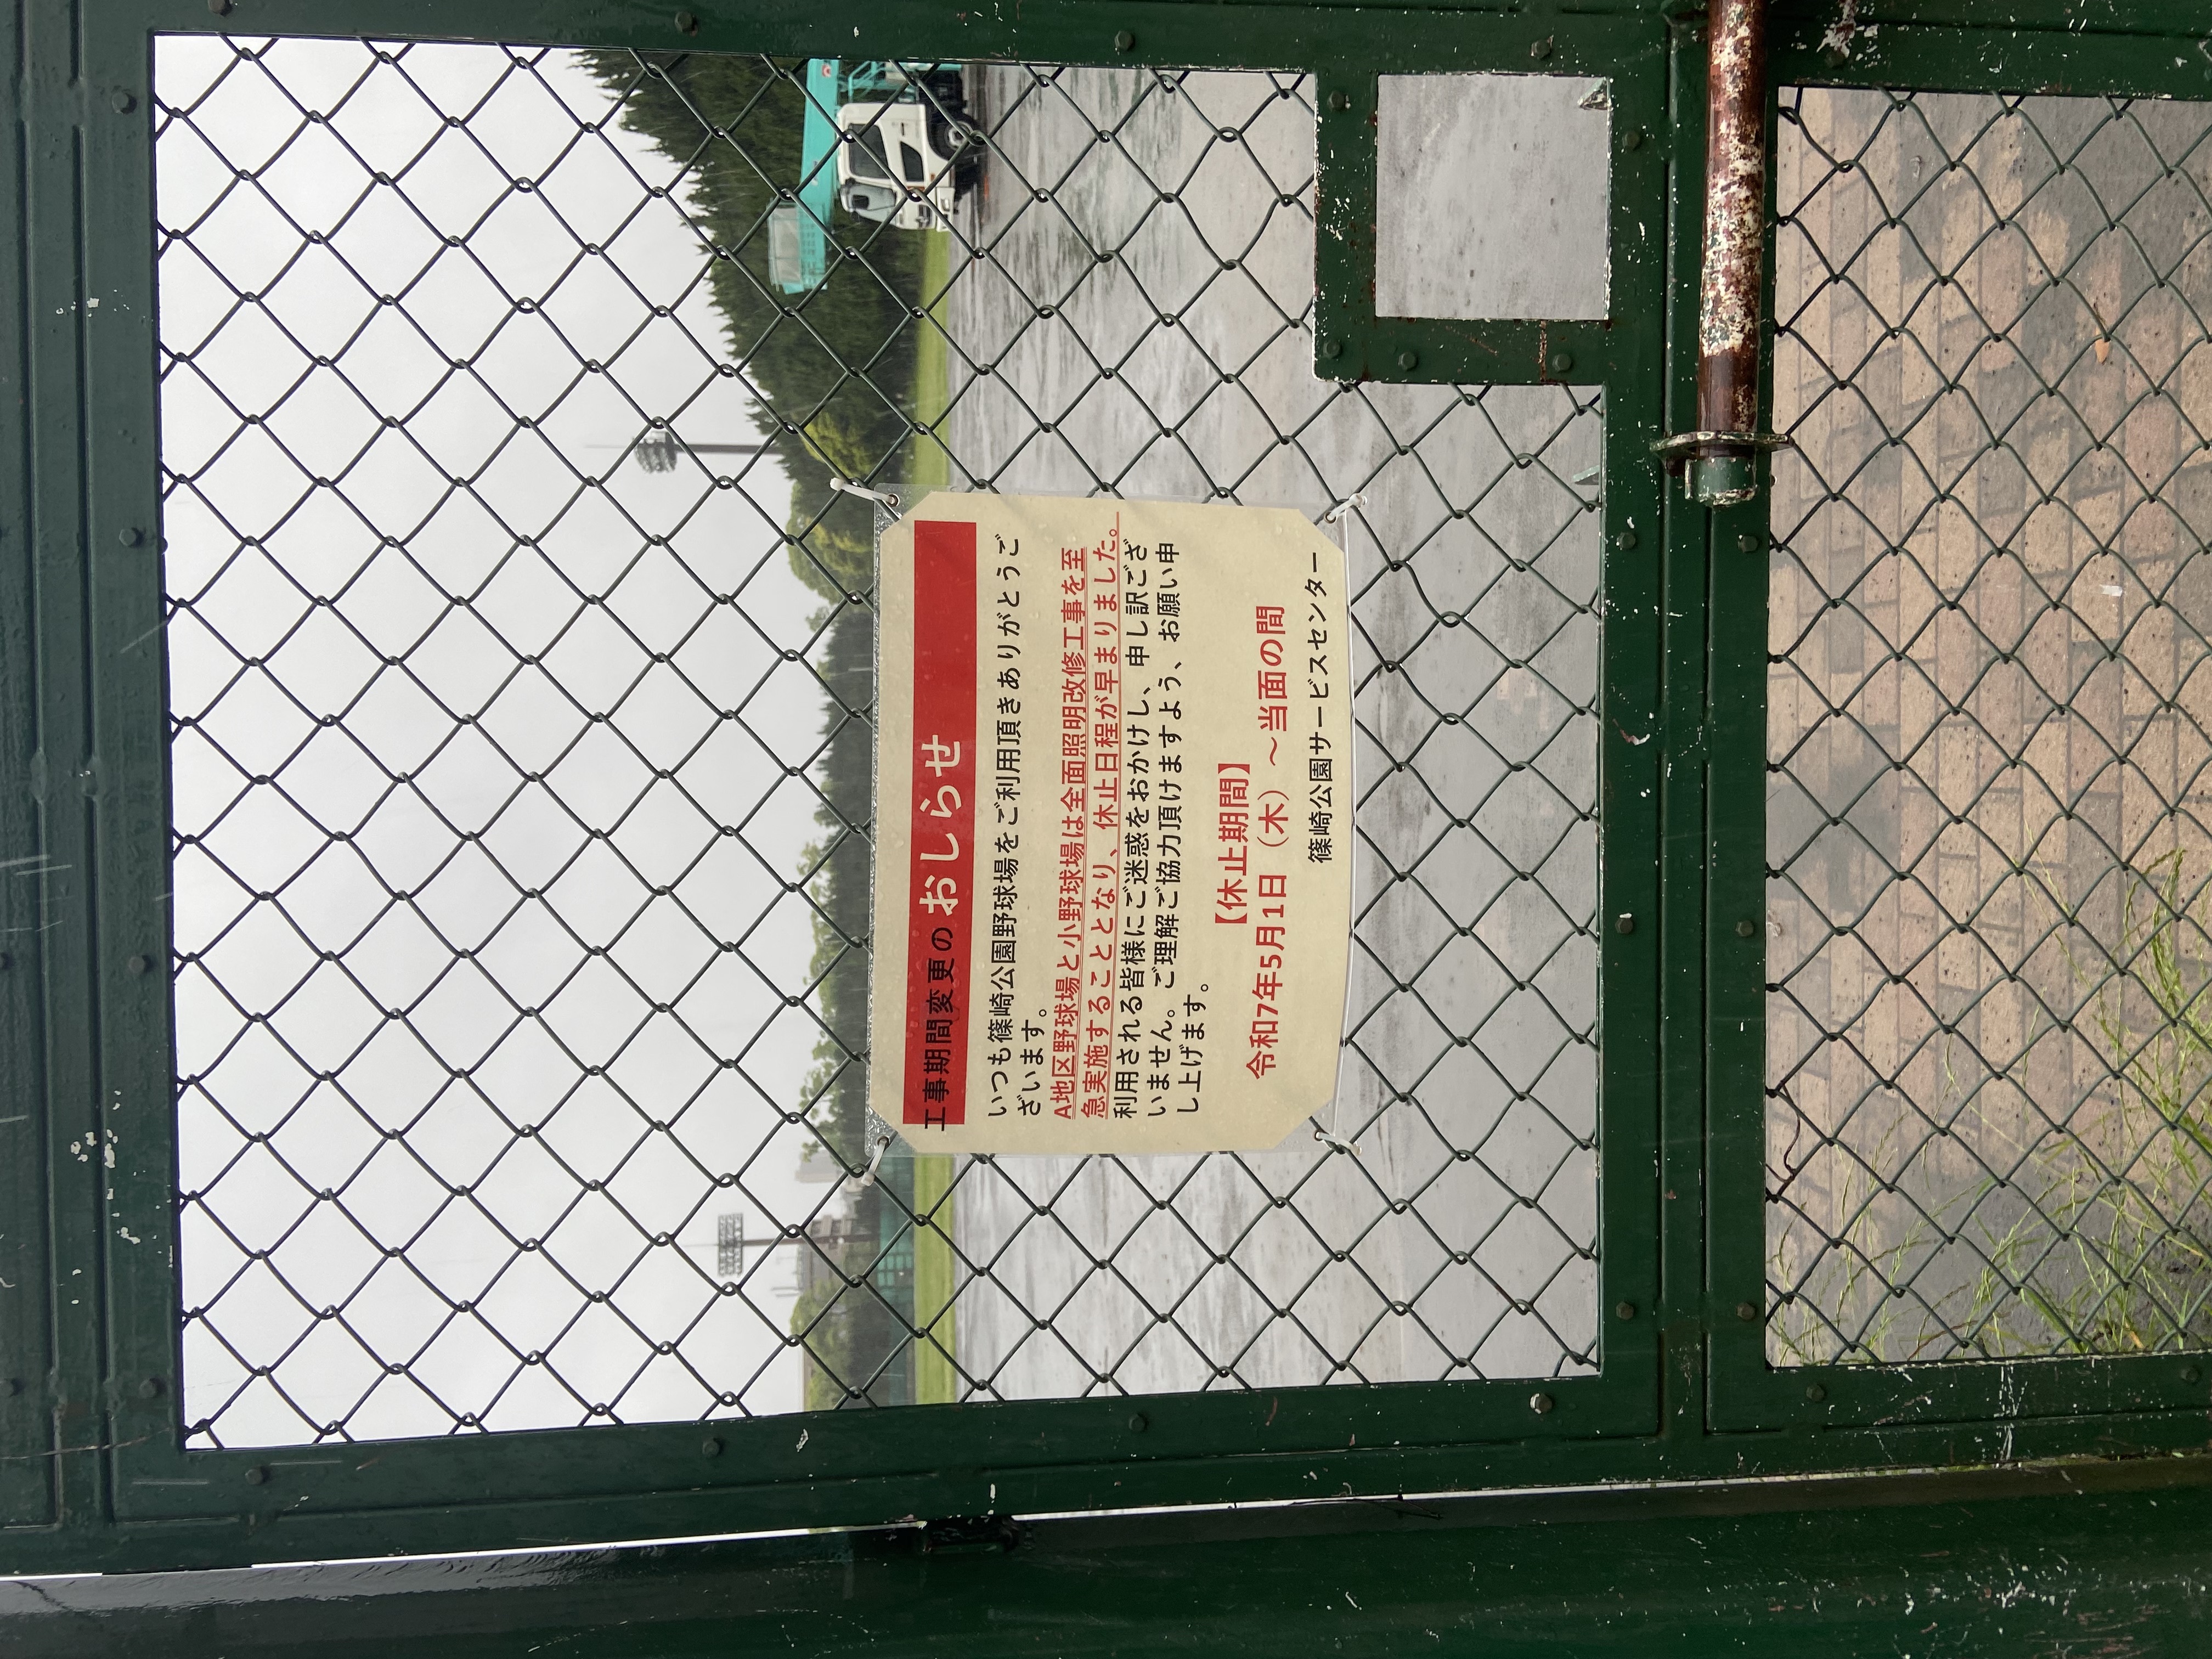 工事期間変更のおしらせ
いつも篠崎公園野球場をご利用頂きありがとうご
ざいます。
A地区野球場と小野球場は全面照明改修工事を至
急実施することとなり、休止日程が早まりました。
利用される皆様にご迷惑をおかけし、申し訳ござ
いません。ご理解ご協力頂けますよう、お願い申
し上げます。
【休止期間】
令和7年5月1日（木）～当面の間
篠崎公園サービスセンター